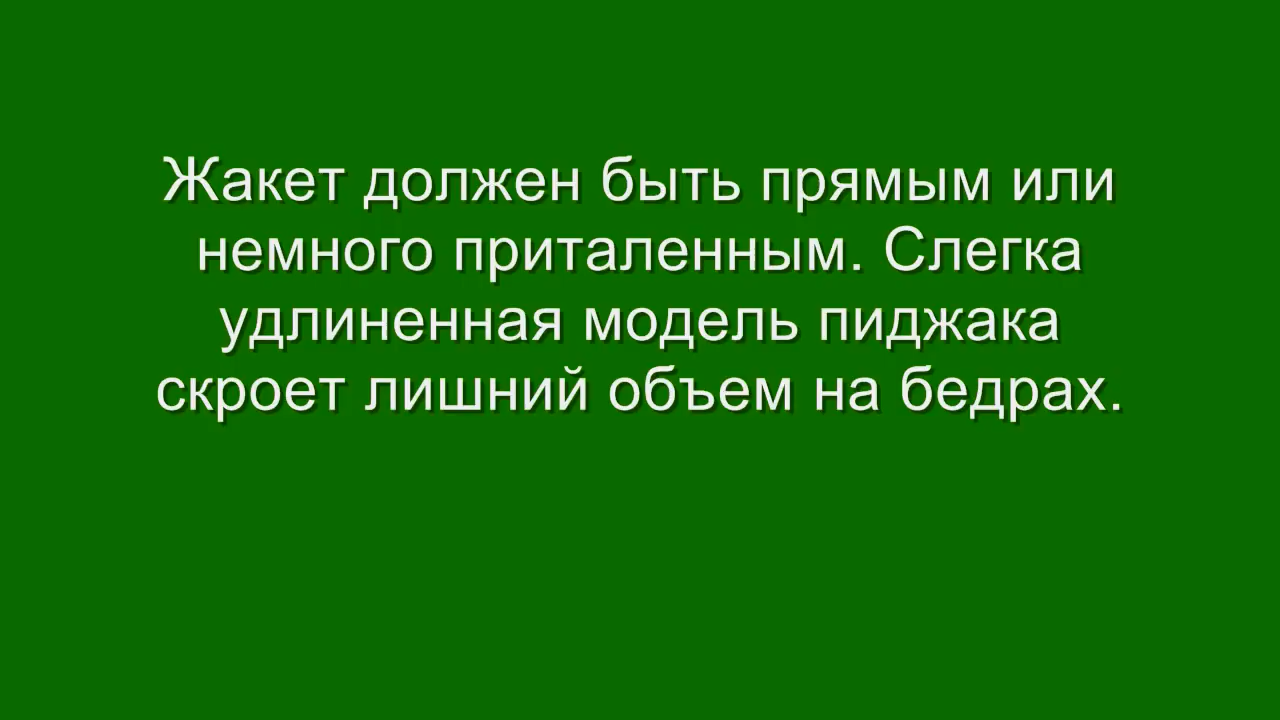 Жакет должен быть прямым или
немного приталенным. Слегка
удлиненная модель пиджака
скроет лишний объем на бедрах.